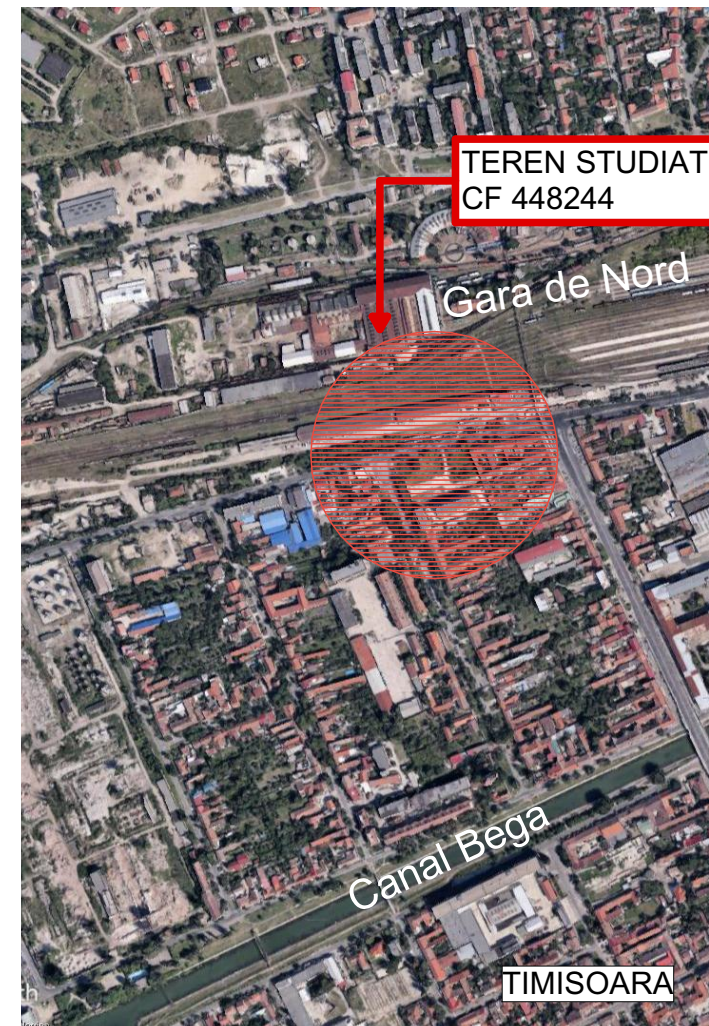 TEREN STUDIAT
CF 448244
Gara de Nord
Canal Bega
TIMISOARA